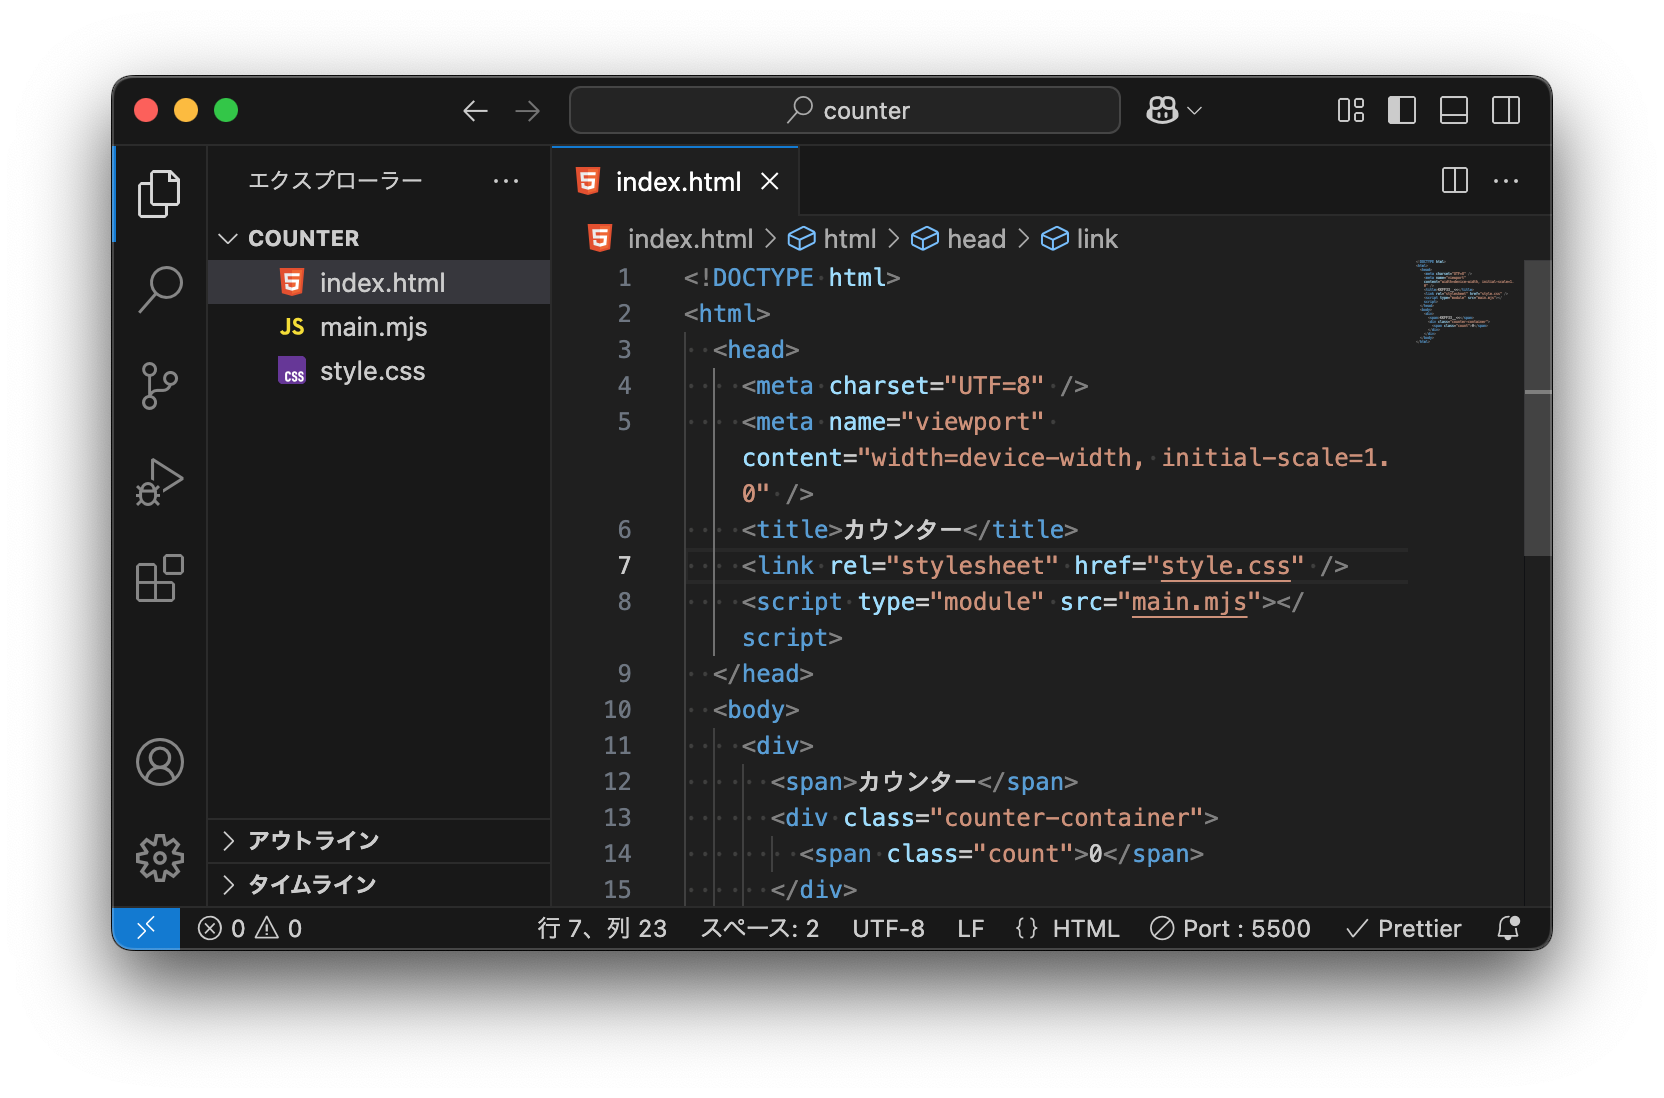 counter
エクスプローラー
COUNTER
index.html
JS main.mjs
CSS style.css
アウトライン
タイムライン
index.html
index.html > html > head > link
1 <!DOCTYPE html>
2 <html>
3 <head>
4 <meta charset="UTF=8" />
5 <meta name="viewport"
content="width=device-width, initial-scale=1.
0" />
6 <title>カウンター</title>
7 <link rel="stylesheet" href="style.css" />
8 <script type="module" src="main.mjs"></
script>
9 </head>
10 <body>
11 <div>
12 <span>カウンター</span>
13 <div class="counter-container">
14 <span class="count">0</span>
15 </div>
0 0 行 7、列 23 スペース: 2 UTF-8 LF {} HTML Port : 5500 Prettier